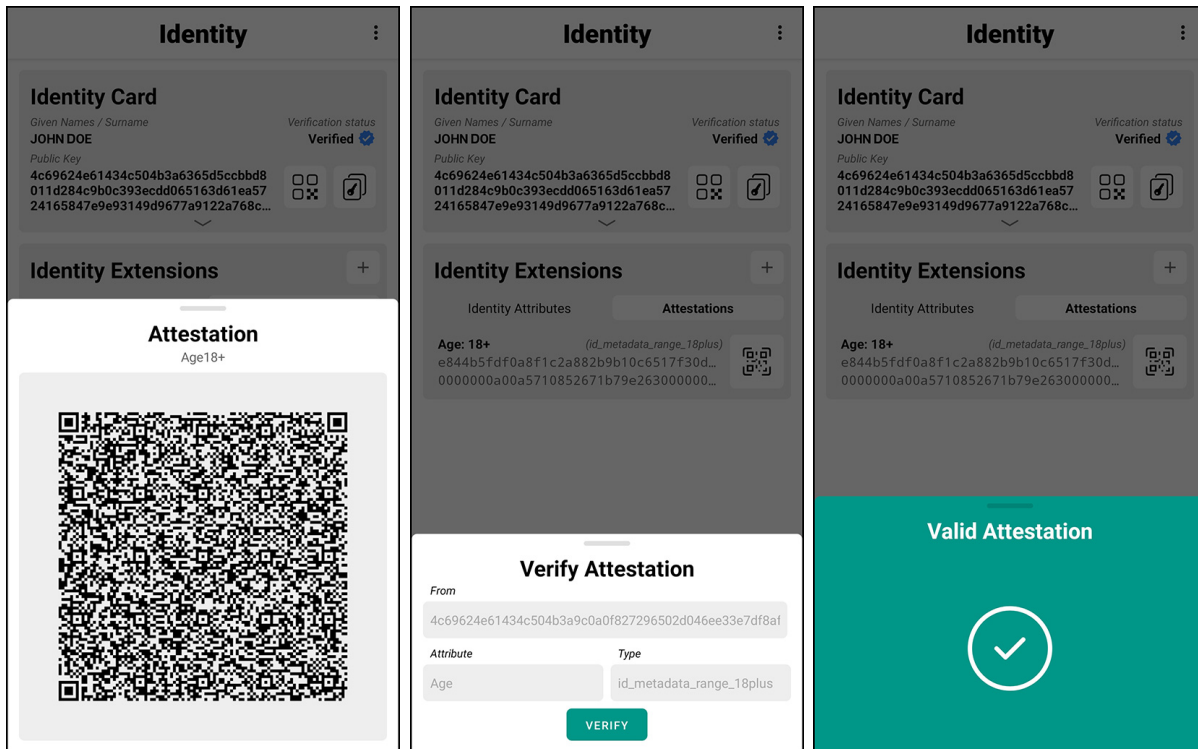 Identity
Identity Card
Given Names / Surname
Verification status
JOHN DOE
Verified
Public Key
4c69624e61434c504b3a6365d5ccbbd8
011d284c9b0c393ecdd065163d61ea57
24165847e9e93149d9677a9122a768c...
Identity Extensions
+
Attestation
Age18+
Identity
Identity Card
Given Names / Surname
Verification status
JOHN DOE
Verified
Public Key
4c69624e61434c504b3a6365d5ccbbd8
011d284c9b0c393ecdd065163d61ea57
24165847e9e93149d9677a9122a768c...
Identity Extensions
+
Identity Attributes
Attestations
Age: 18+
(id_metadata_range_18plus)
e844b5fdf0a8f1c2a882b9b10c6517f30d...
0000000a00a5710852671b79e263000000...
Verify Attestation
From
4c69624e61434c504b3a9c0a0f827296502d046ee33e7df8af
Attribute
Type
Age
id_metadata_range_18plus
VERIFY
Identity
Identity Card
Given Names / Surname
Verification status
JOHN DOE
Verified
Public Key
4c69624e61434c504b3a6365d5ccbbd8
011d284c9b0c393ecdd065163d61ea57
24165847e9e93149d9677a9122a768c...
Identity Extensions
+
Identity Attributes
Attestations
Age: 18+
(id_metadata_range_18plus)
e844b5fdf0a8f1c2a882b9b10c6517f30d...
0000000a00a5710852671b79e263000000...
Valid Attestation